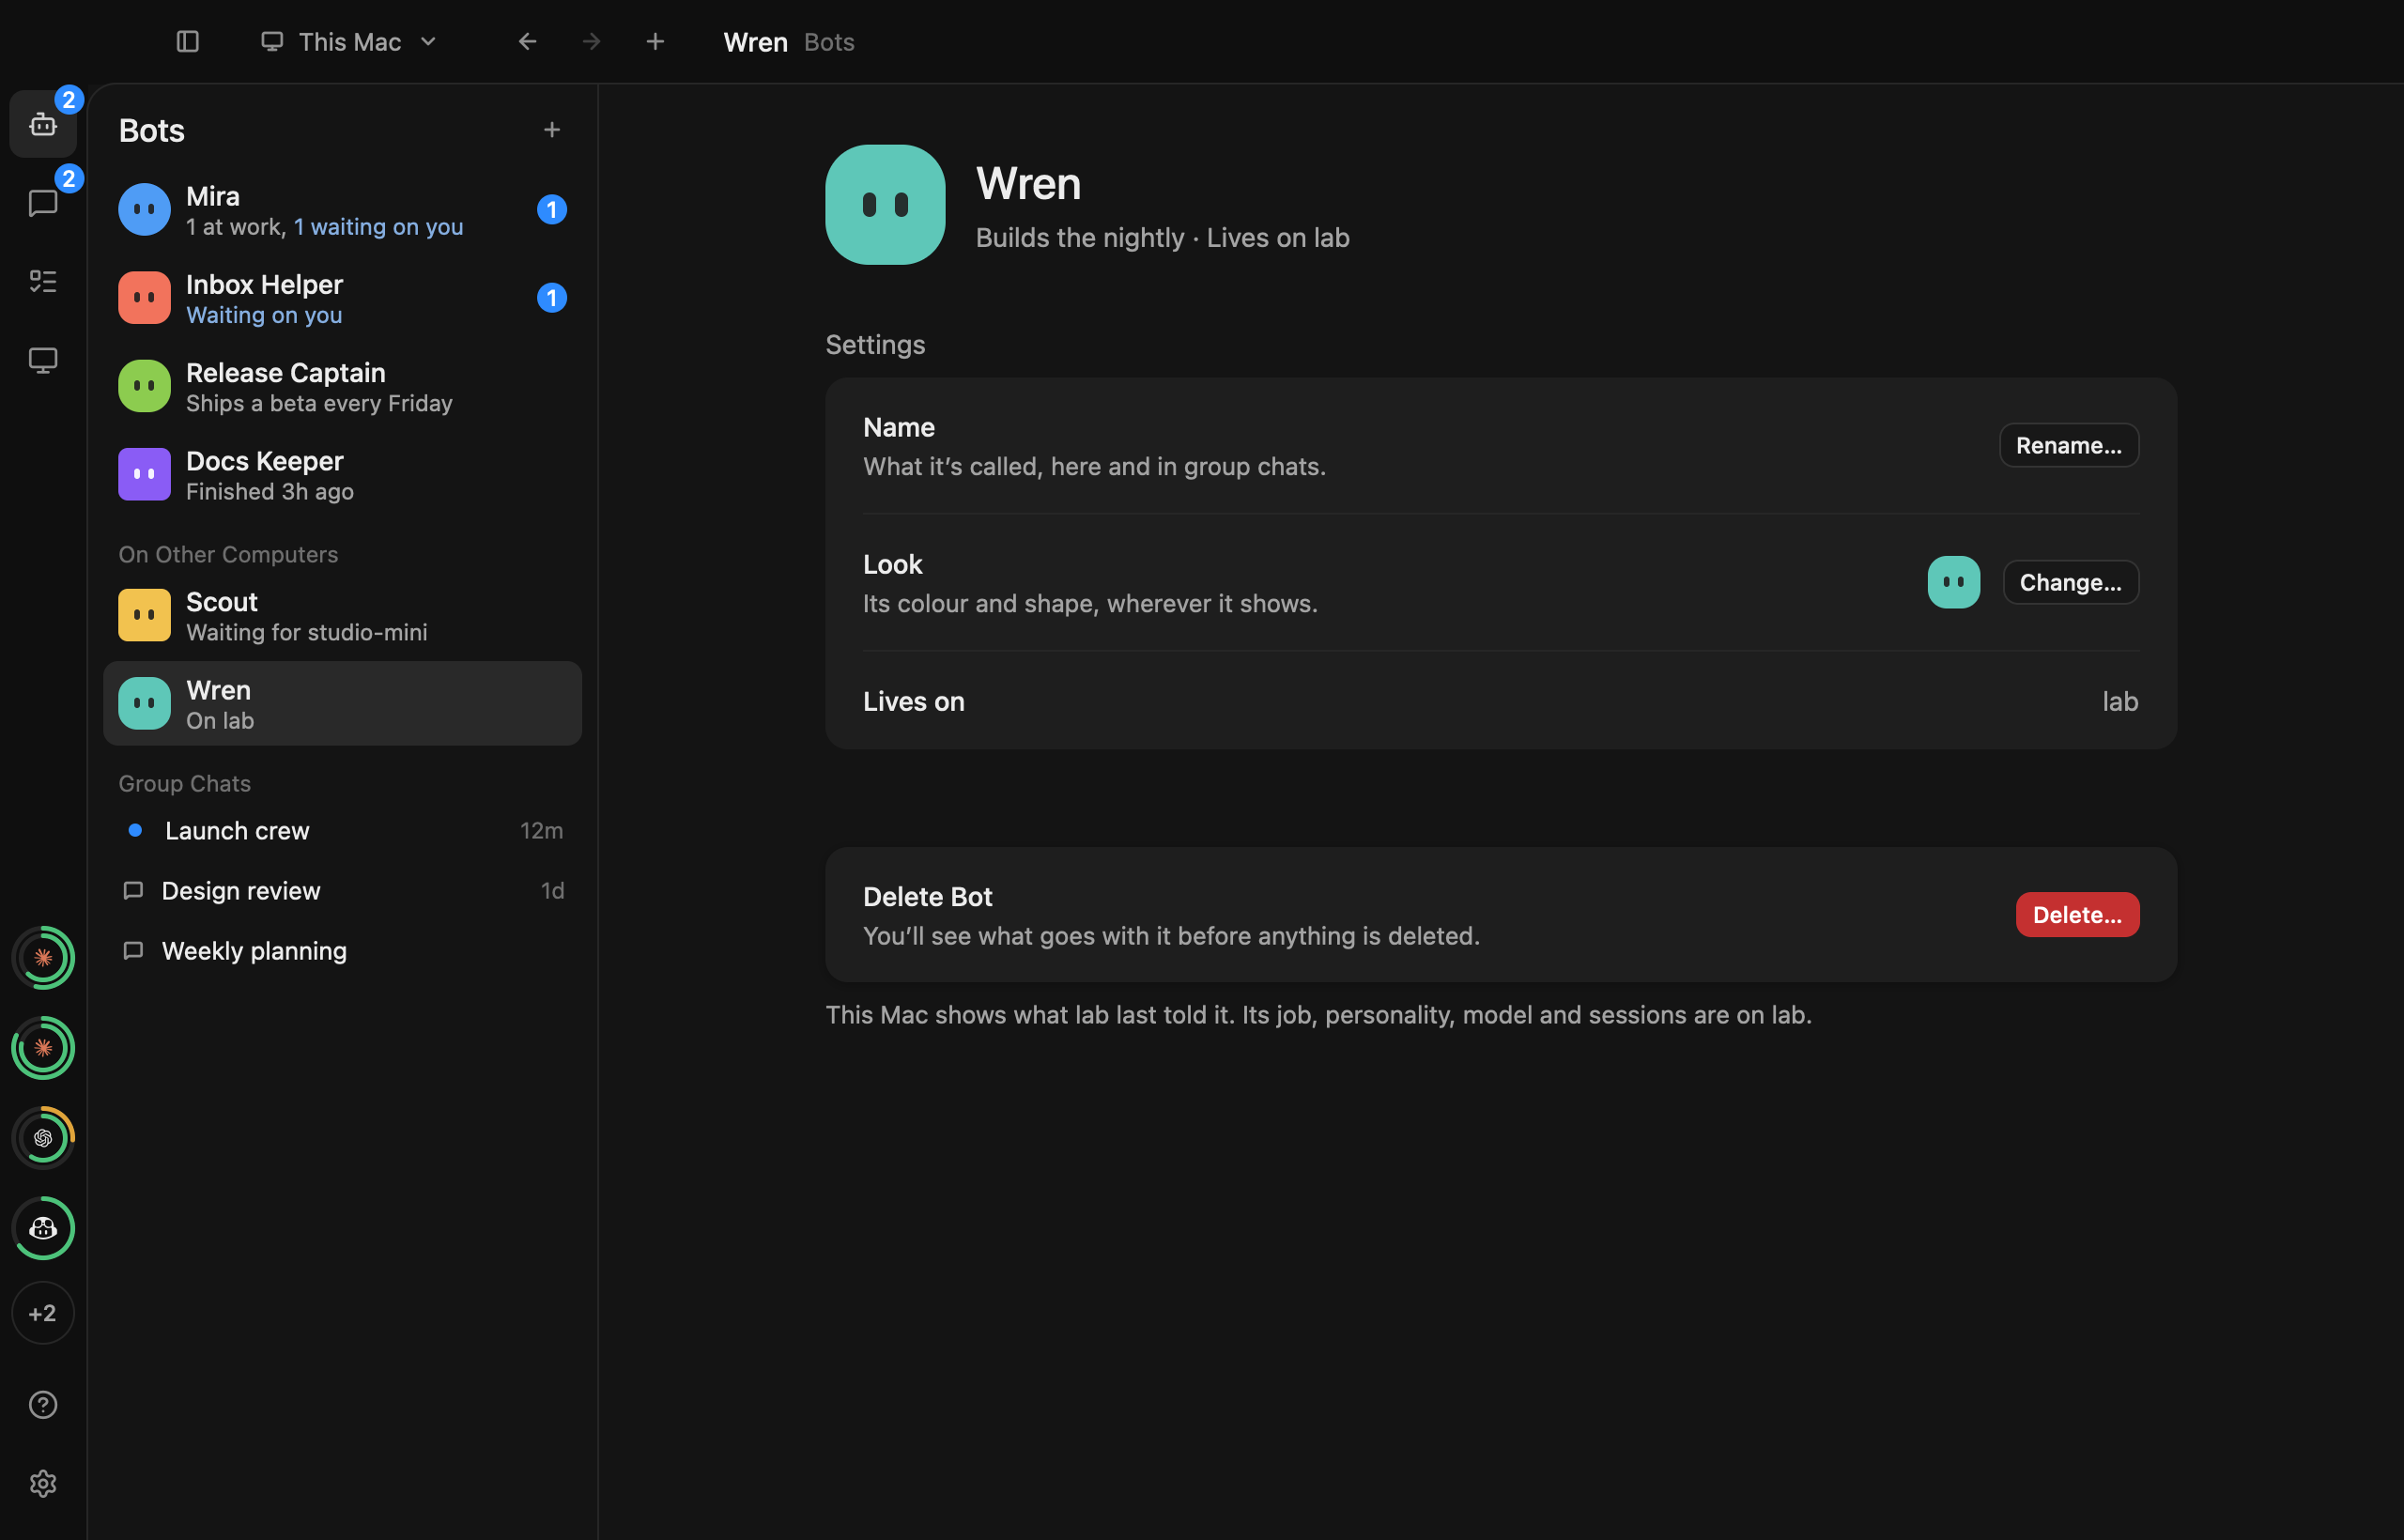 This Mac
Wren Bots
2
2
Bots
Mira
1 at work, 1 waiting on you
1
Inbox Helper
Waiting on you
1
Release Captain
Ships a beta every Friday
Docs Keeper
Finished 3h ago
On Other Computers
Scout
Waiting for studio-mini
Wren
On lab
Group Chats
Launch crew
12m
Design review
1d
Weekly planning
+2
Wren
Builds the nightly · Lives on lab
Settings
Name
What it’s called, here and in group chats.
Rename…
Look
Its colour and shape, wherever it shows.
Change…
Lives on
lab
Delete Bot
You’ll see what goes with it before anything is deleted.
Delete…
This Mac shows what lab last told it. Its job, personality, model and sessions are on lab.